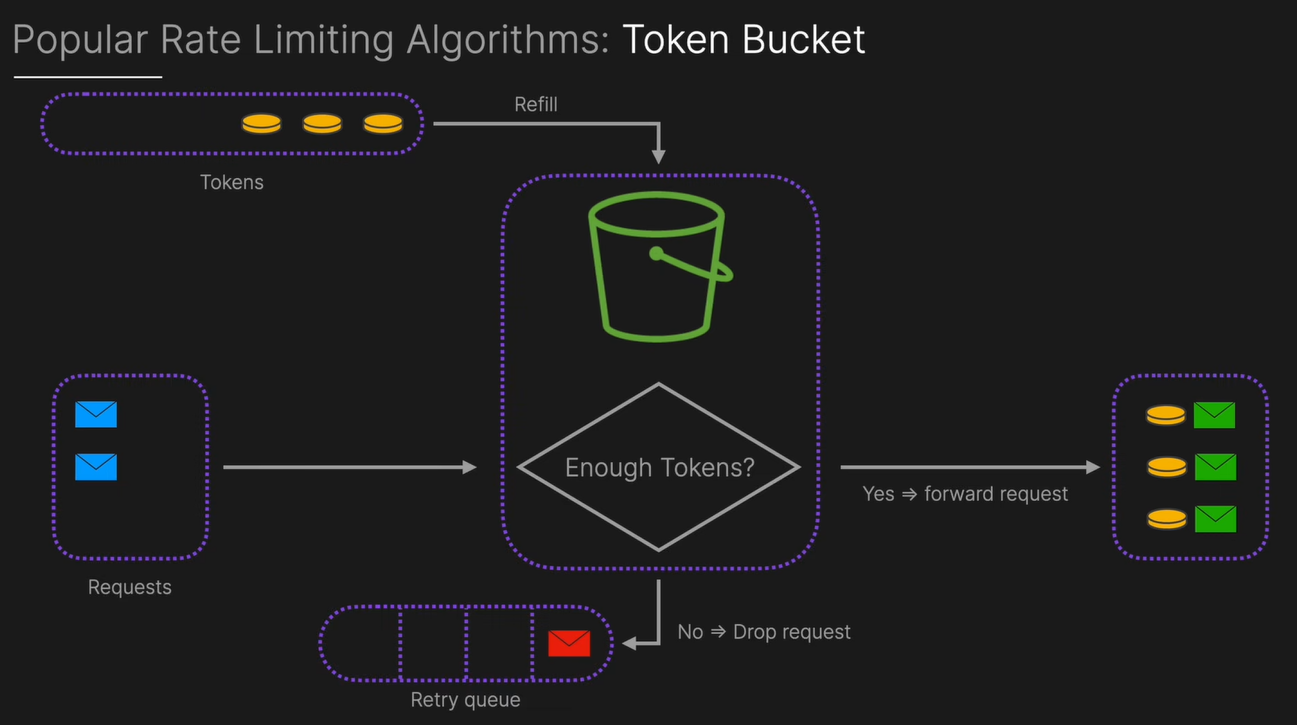 Popular Rate Limiting Algorithms: Token Bucket
Refill
Tokens
Enough Tokens?
Yes ⇒ forward request
Requests
No ⇒ Drop request
Retry queue